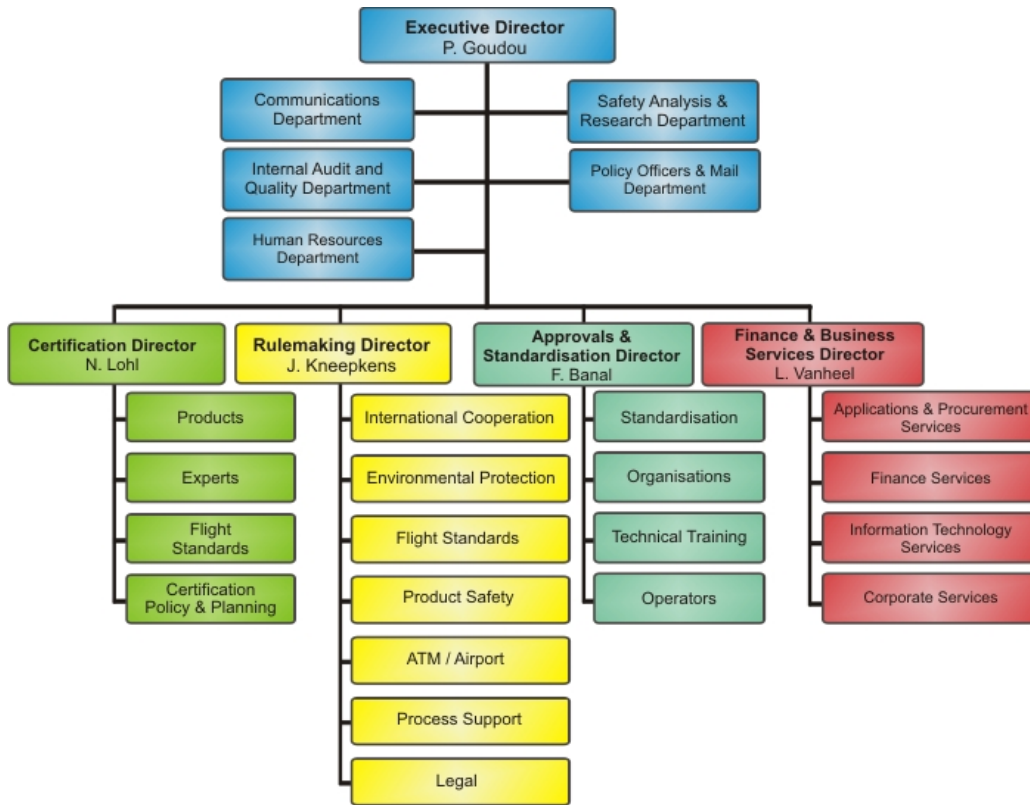 Executive Director
P. Goudou
Communications
Department
Safety Analysis &
Research Department
Internal Audit and
Quality Department
Policy Officers & Mail
Department
Human Resources
Department
Certification Director
N. Lohl
Rulemaking Director
J. Kneepkens
Approvals &
Standardisation Director
F. Banal
Finance & Business
Services Director
L. Vanheel
Products
Experts
Flight
Standards
Certification
Policy & Planning
International Cooperation
Environmental Protection
Flight Standards
Product Safety
ATM / Airport
Process Support
Legal
Standardisation
Organisations
Technical Training
Operators
Applications & Procurement
Services
Finance Services
Information Technology
Services
Corporate Services